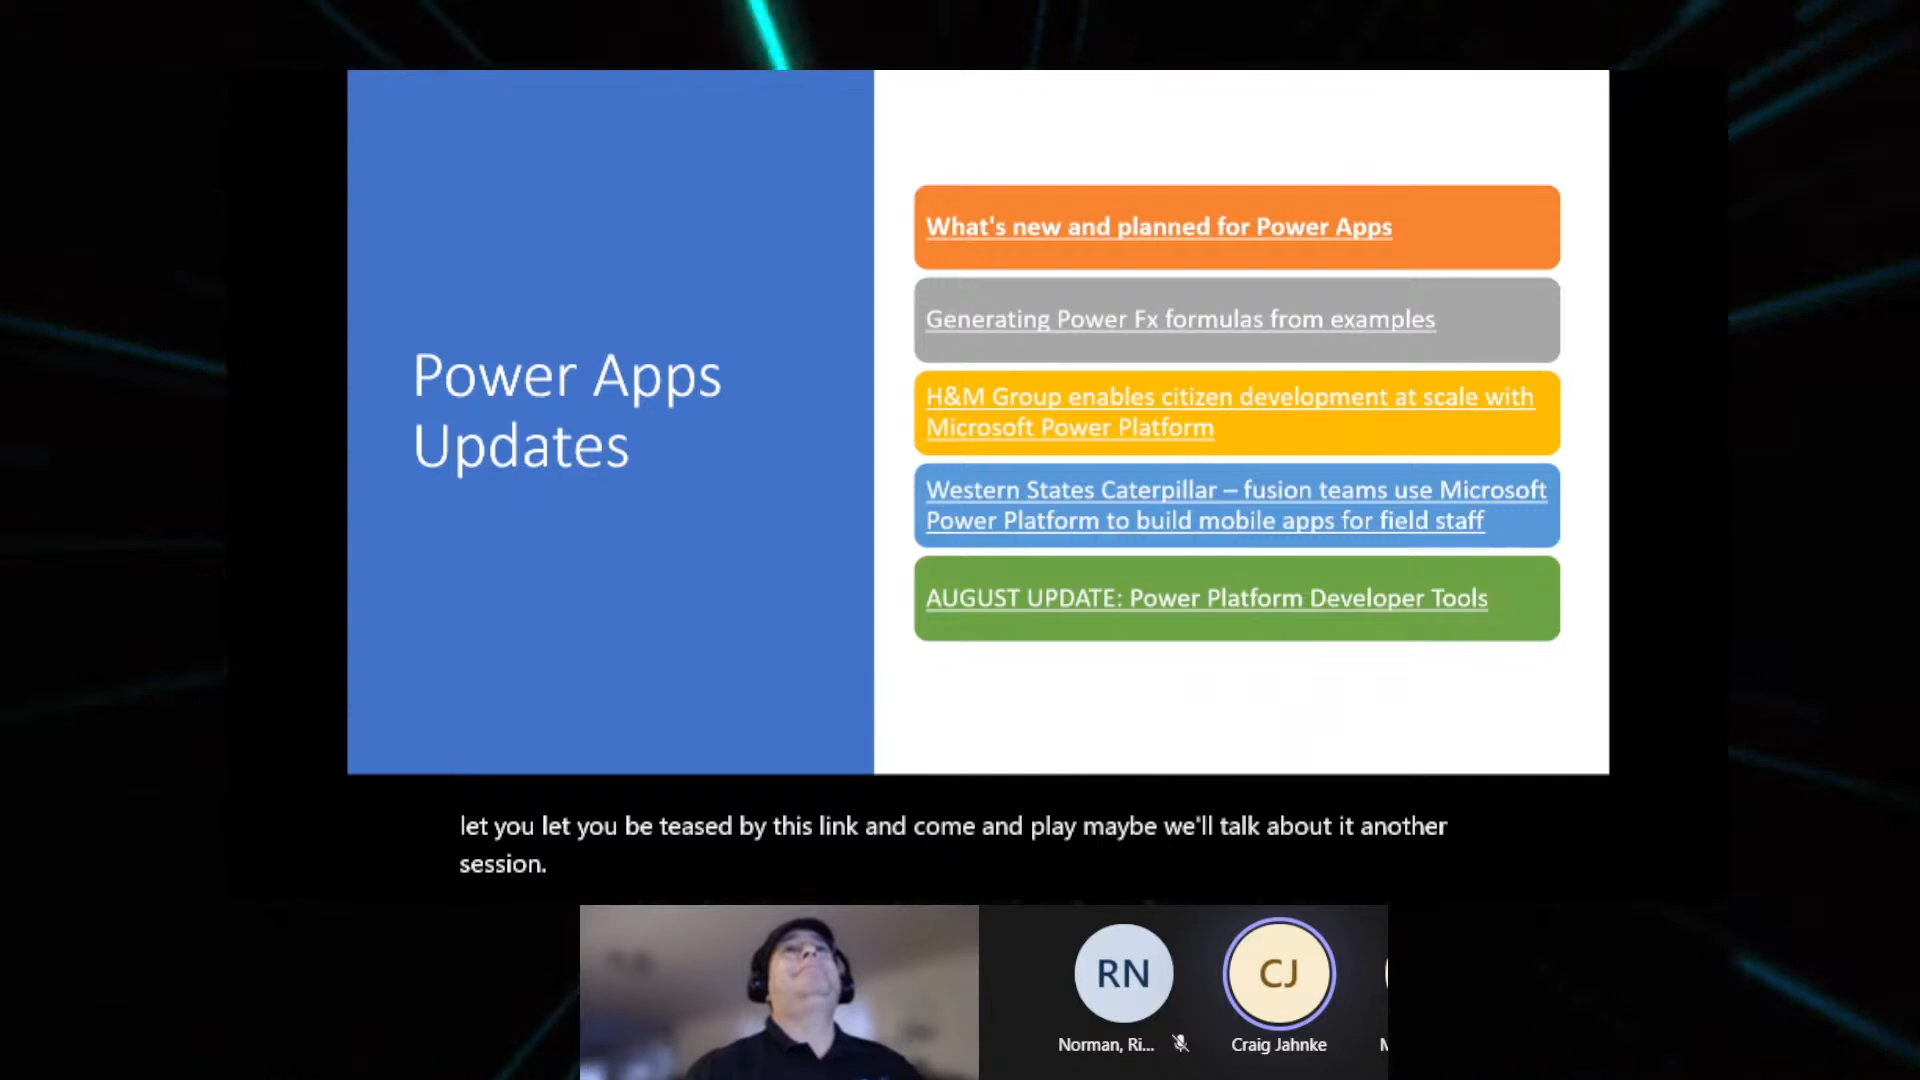 Power Apps
Updates
What's new and planned for Power Apps
Generating Power Fx formulas from examples
H&M Group enables citizen development at scale with
Microsoft Power Platform
Western States Caterpillar – fusion teams use Microsoft
Power Platform to build mobile apps for field staff
AUGUST UPDATE: Power Platform Developer Tools
let you let you be teased by this link and come and play maybe we'll talk about it another
session.
RN
CJ
Norman, Ri...
Craig Jahnke